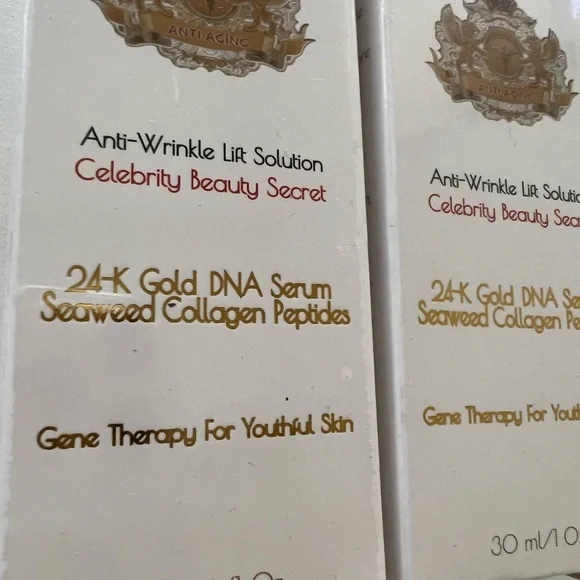 ANTI-AGING
Anti-Wrinkle Lift Solution
Celebrity Beauty Secret
24-K Gold DNA Serum
Seaweed Collagen Peptides
Gene Therapy For Youthful Skin
ANTI-AGING
Anti-Wrinkle Lift
Celebrity Beauty
24-K Gold DNA
Seaweed Collagen
Gene Therapy For
30 ml/1